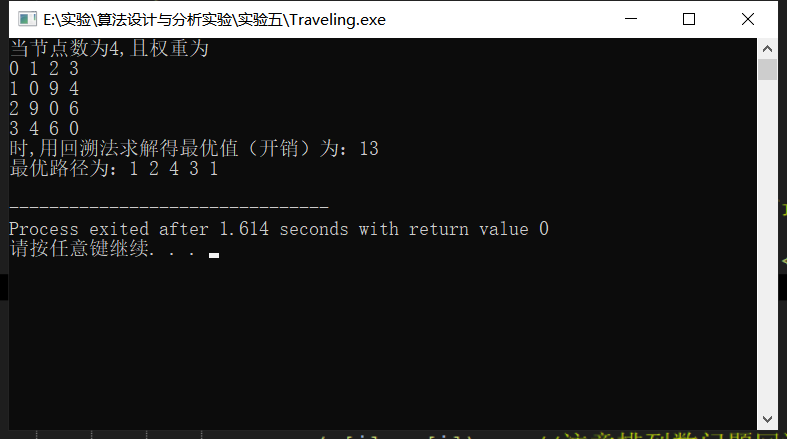 E:\实验\算法设计与分析实验\实验五\Traveling.exe
当节点数为4,且权重为
0 1 2 3
1 0 9 4
2 9 0 6
3 4 6 0
时,用回溯法求解得最优值（开销）为：13
最优路径为：1 2 4 3 1
--------------------------------
Process exited after 1.614 seconds with return value 0
请按任意键继续. . .